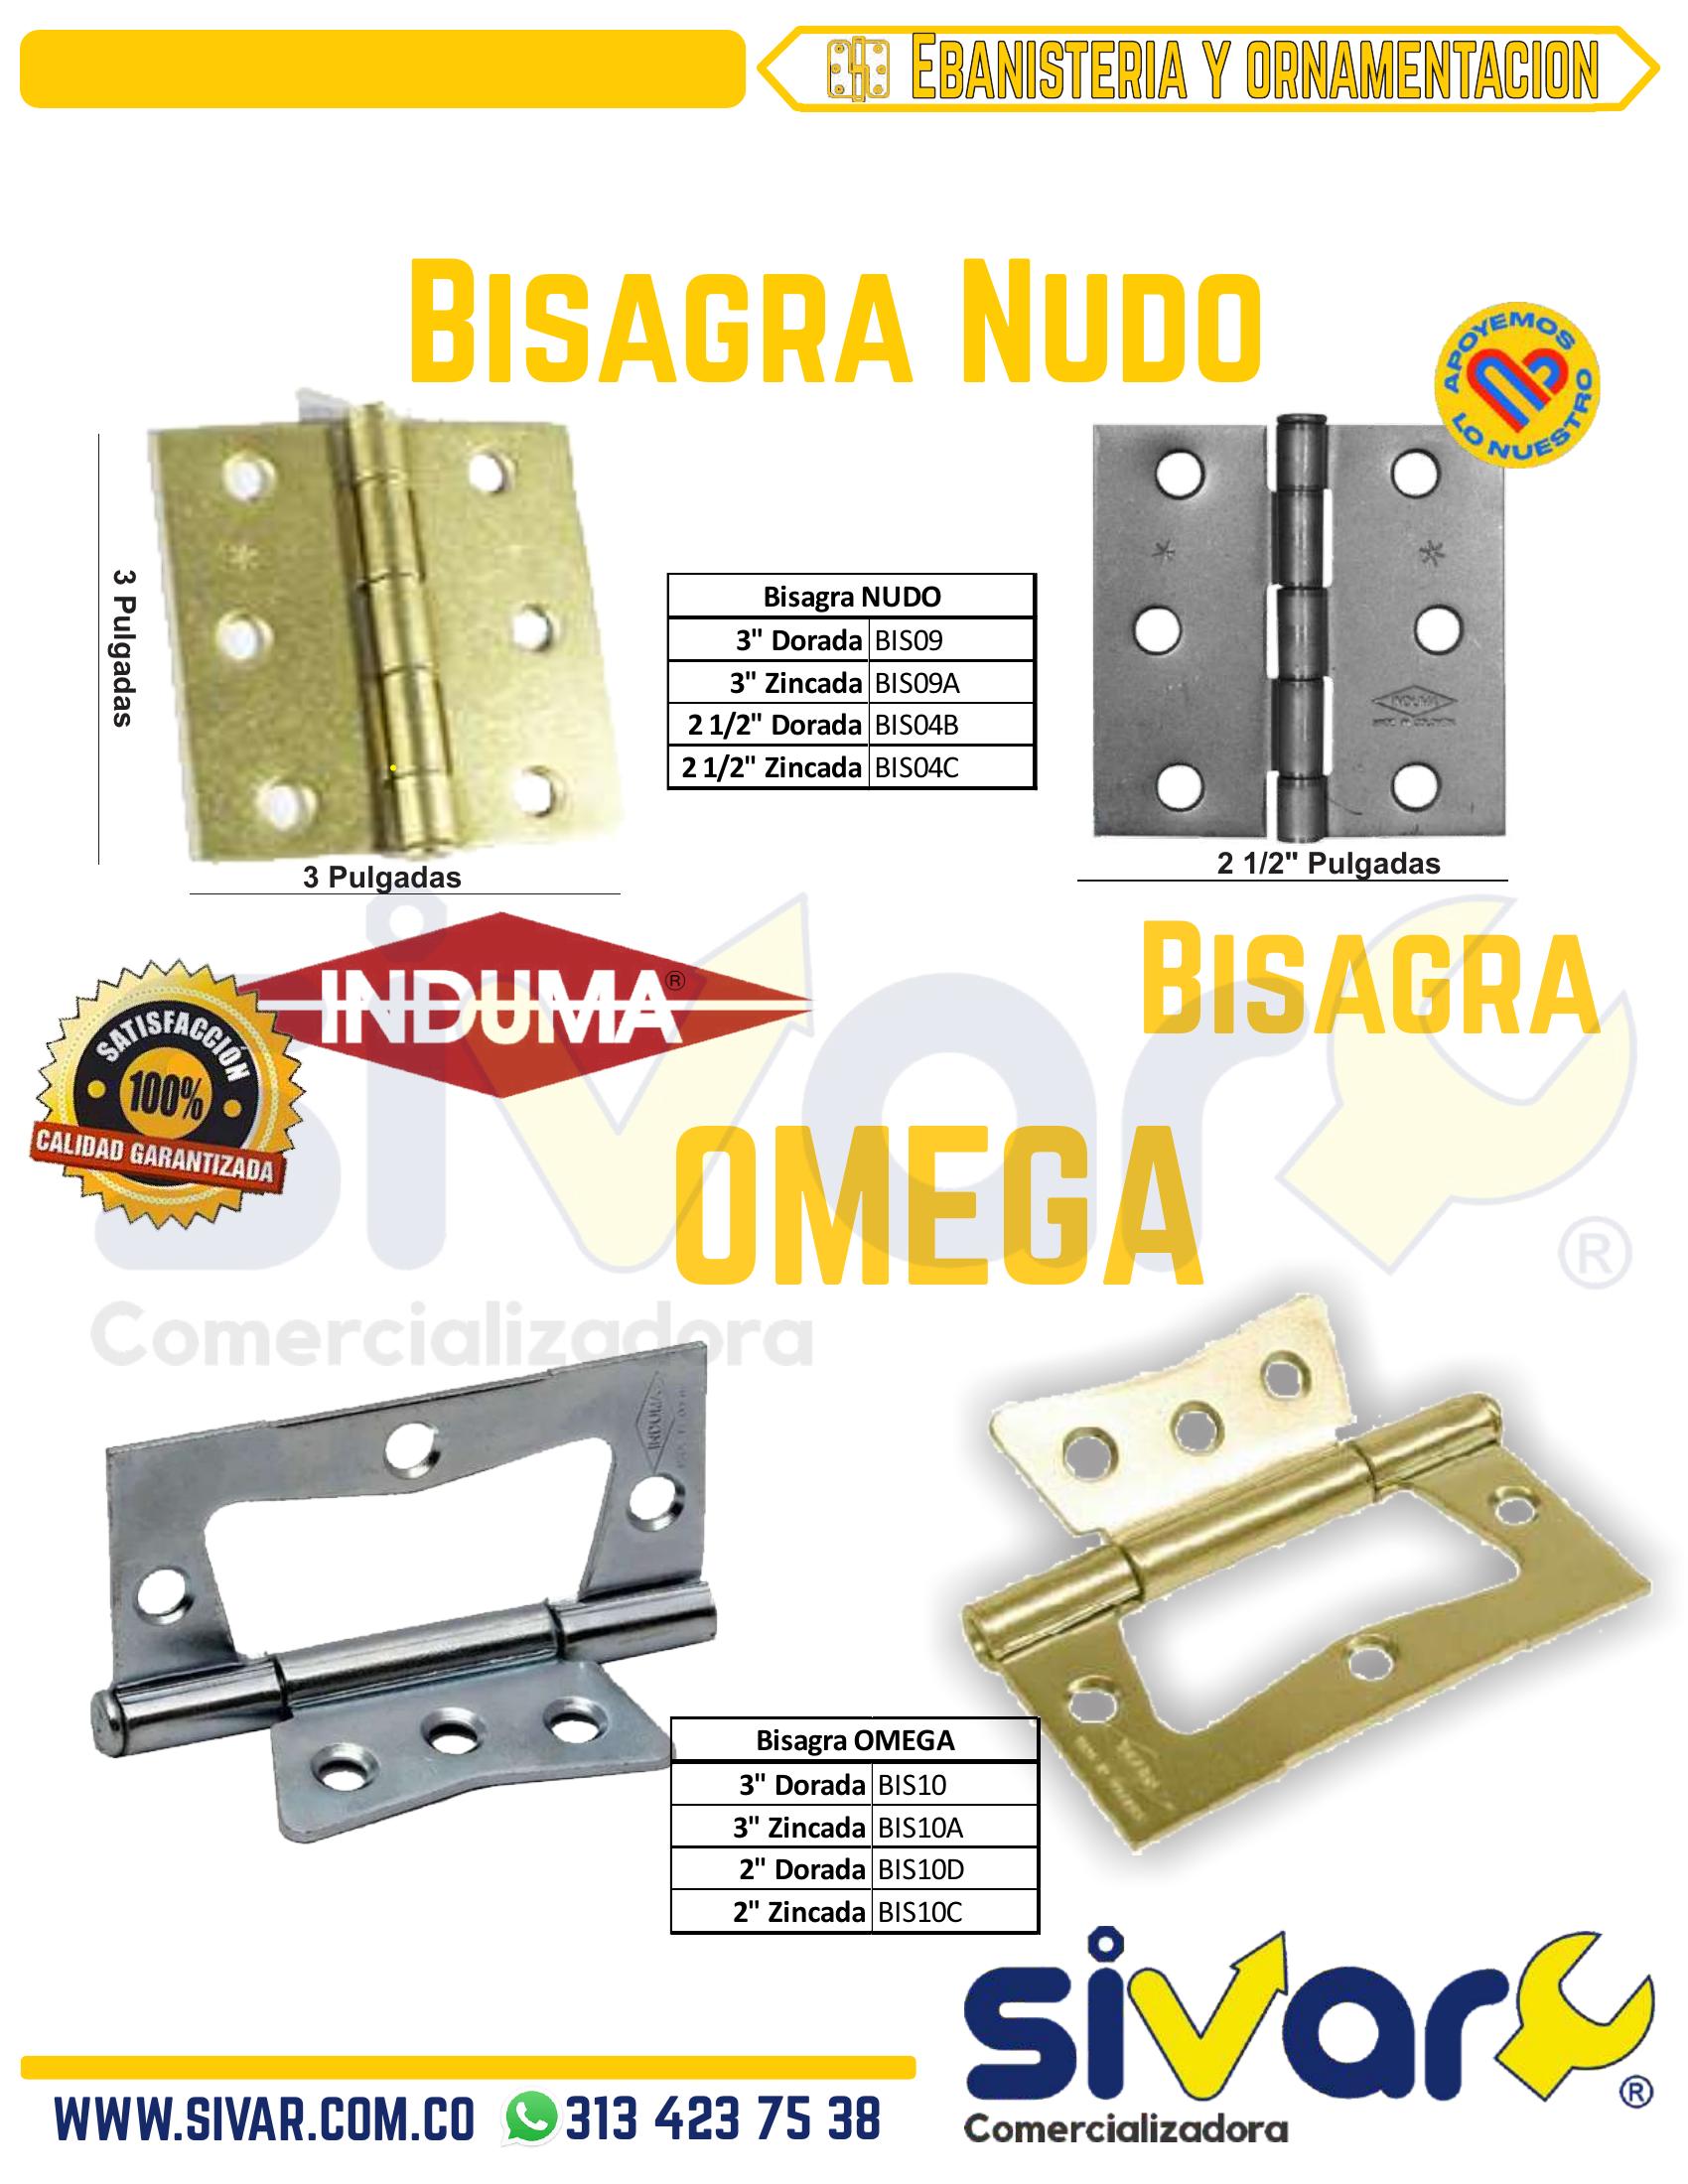 EBANISTERIA Y ORNAMENTACION
BISAGRA NUDO
APOYEMOS
LO NUESTRO
3 Pulgadas
3 Pulgadas
Bisagra NUDO
3" Dorada BIS09
3" Zincada BIS09A
2 1/2" Dorada BIS04B
2 1/2" Zincada BIS04C
INDUMA
2 1/2" Pulgadas
INDUMA®
SATISFACCIÓN
100%
CALIDAD GARANTIZADA
BISAGRA
OMEGA
sivar®
Comercializadora
INDUMA
Bisagra OMEGA
3" Dorada BIS10
3" Zincada BIS10A
2" Dorada BIS10D
2" Zincada BIS10C
WWW.SIVAR.COM.CO 313 423 75 38
sivar®
Comercializadora